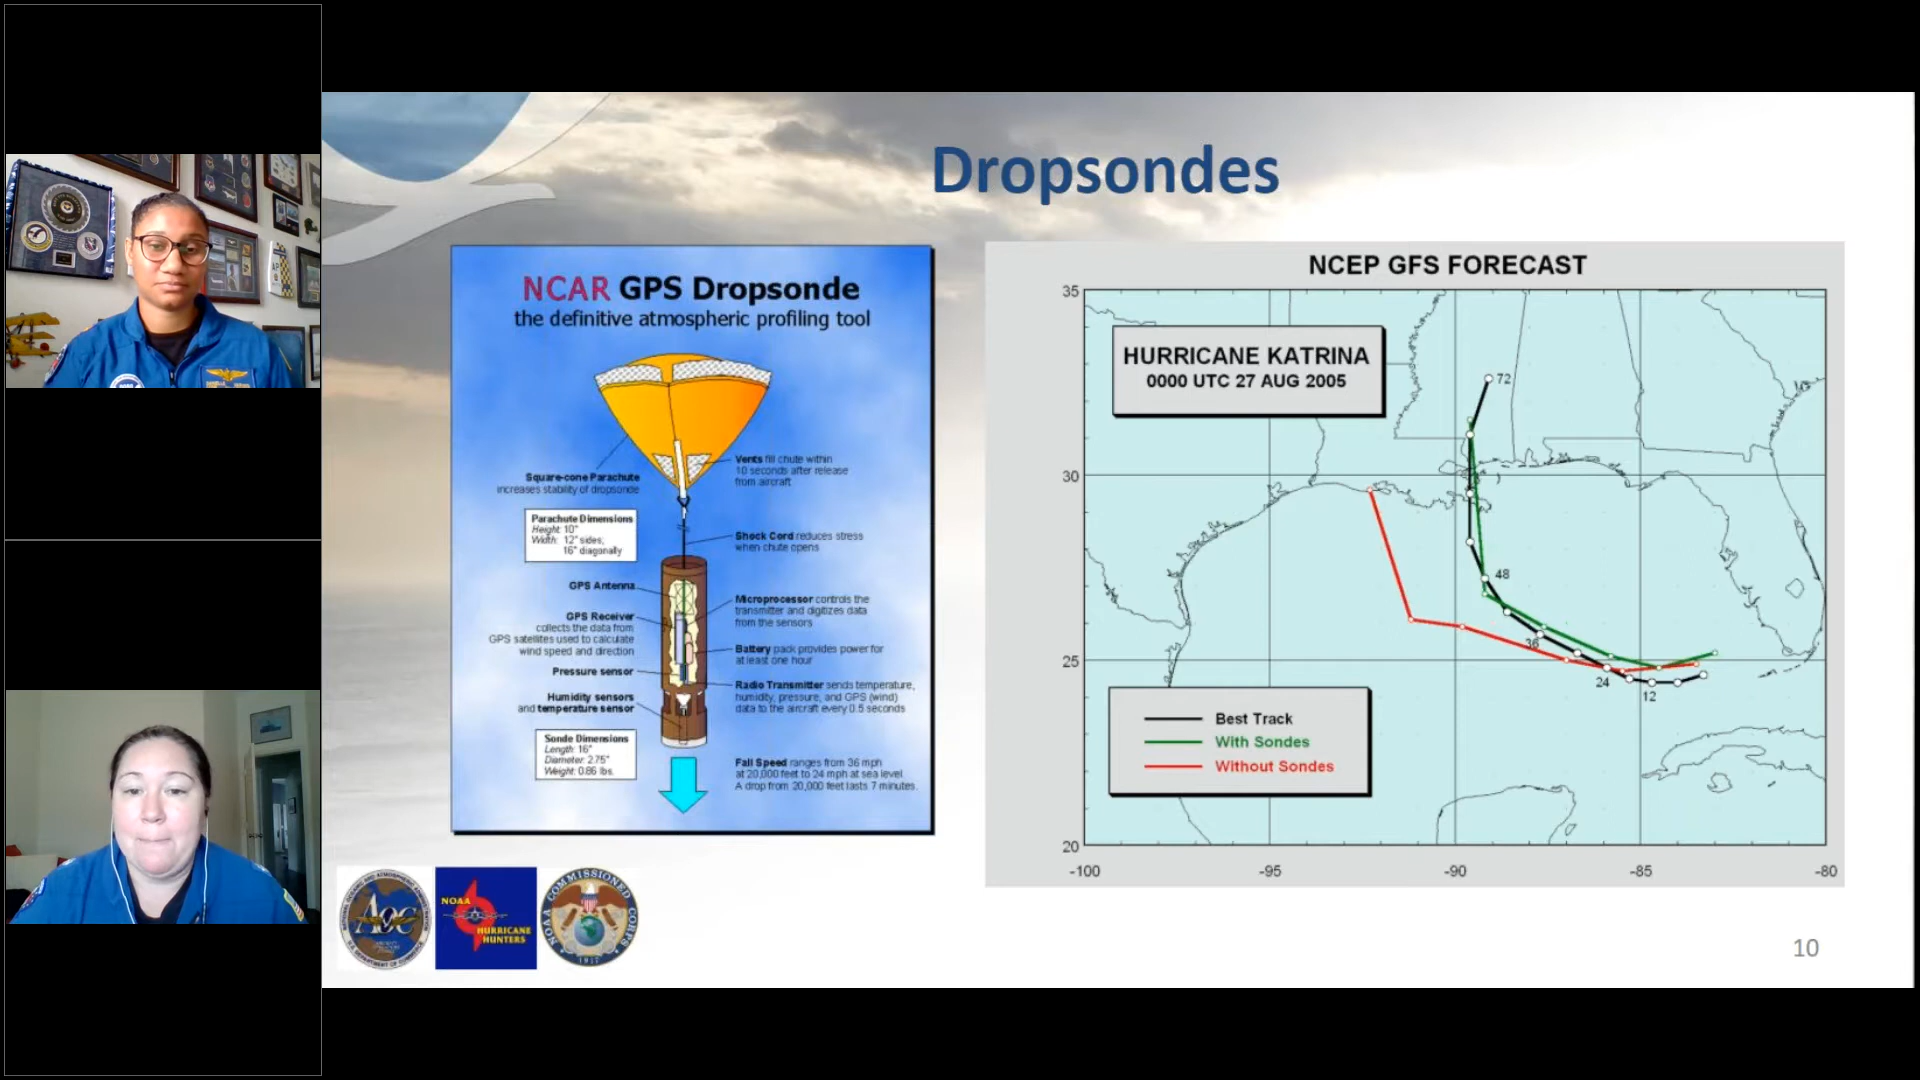 Dropsondes
NCAR GPS Dropsonde
the definitive atmospheric profiling tool
Vents fill chute within
10 seconds after release
from aircraft
Square-cone Parachute
increases stability of dropsonde
Parachute Dimensions
Height: 10"
Width: 12" sides;
16" diagonally
Shock Cord reduces stress
when chute opens
GPS Antenna
Microprocessor controls the
transmitter and digitizes data
from the sensors
GPS Receiver
collects the data from
GPS satellites used to calculate
wind speed and direction
Battery pack provides power for
at least one hour
Pressure sensor
Radio Transmitter sends temperature,
humidity, pressure, and GPS (wind)
data to the aircraft every 0.5 seconds
Humidity sensors
and temperature sensor
Sonde Dimensions
Length: 16"
Diameter: 2.75"
Weight: 0.86 lbs.
Fall Speed ranges from 36 mph
at 20,000 feet to 24 mph at sea level.
A drop from 20,000 feet lasts 7 minutes.
NCEP GFS FORECAST
HURRICANE KATRINA
0000 UTC 27 AUG 2005
35
30
25
20
-100
-95
-90
-85
-80
72
48
36
24
12
Best Track
With Sondes
Without Sondes
AOC
NOAA
HURRICANE
HUNTERS
NOAA COMMISSIONED CORPS
1917
10